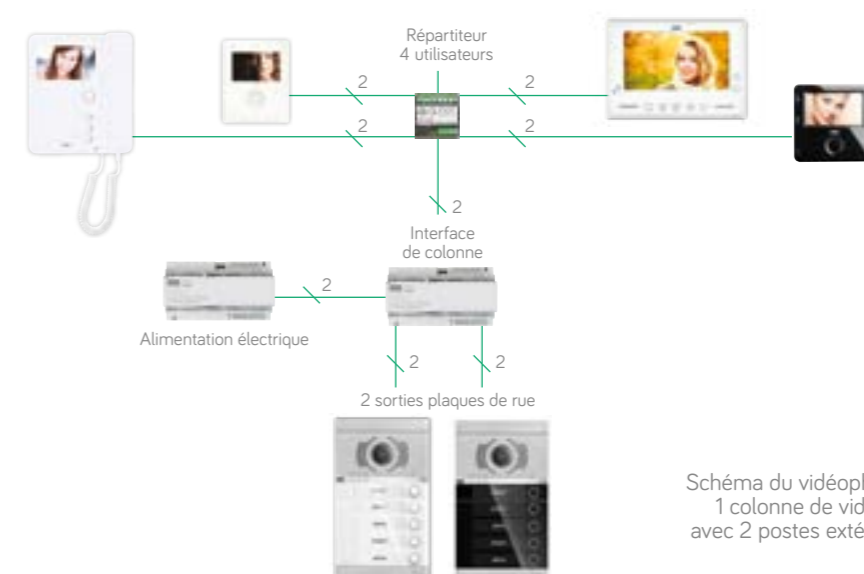 Répartiteur
4 utilisateurs
2
2
2
2
2
Interface
de colonne
2
Alimentation électrique
2
2
2 sorties plaques de rue
Schéma du vidéoph
1 colonne de vid
avec 2 postes exté